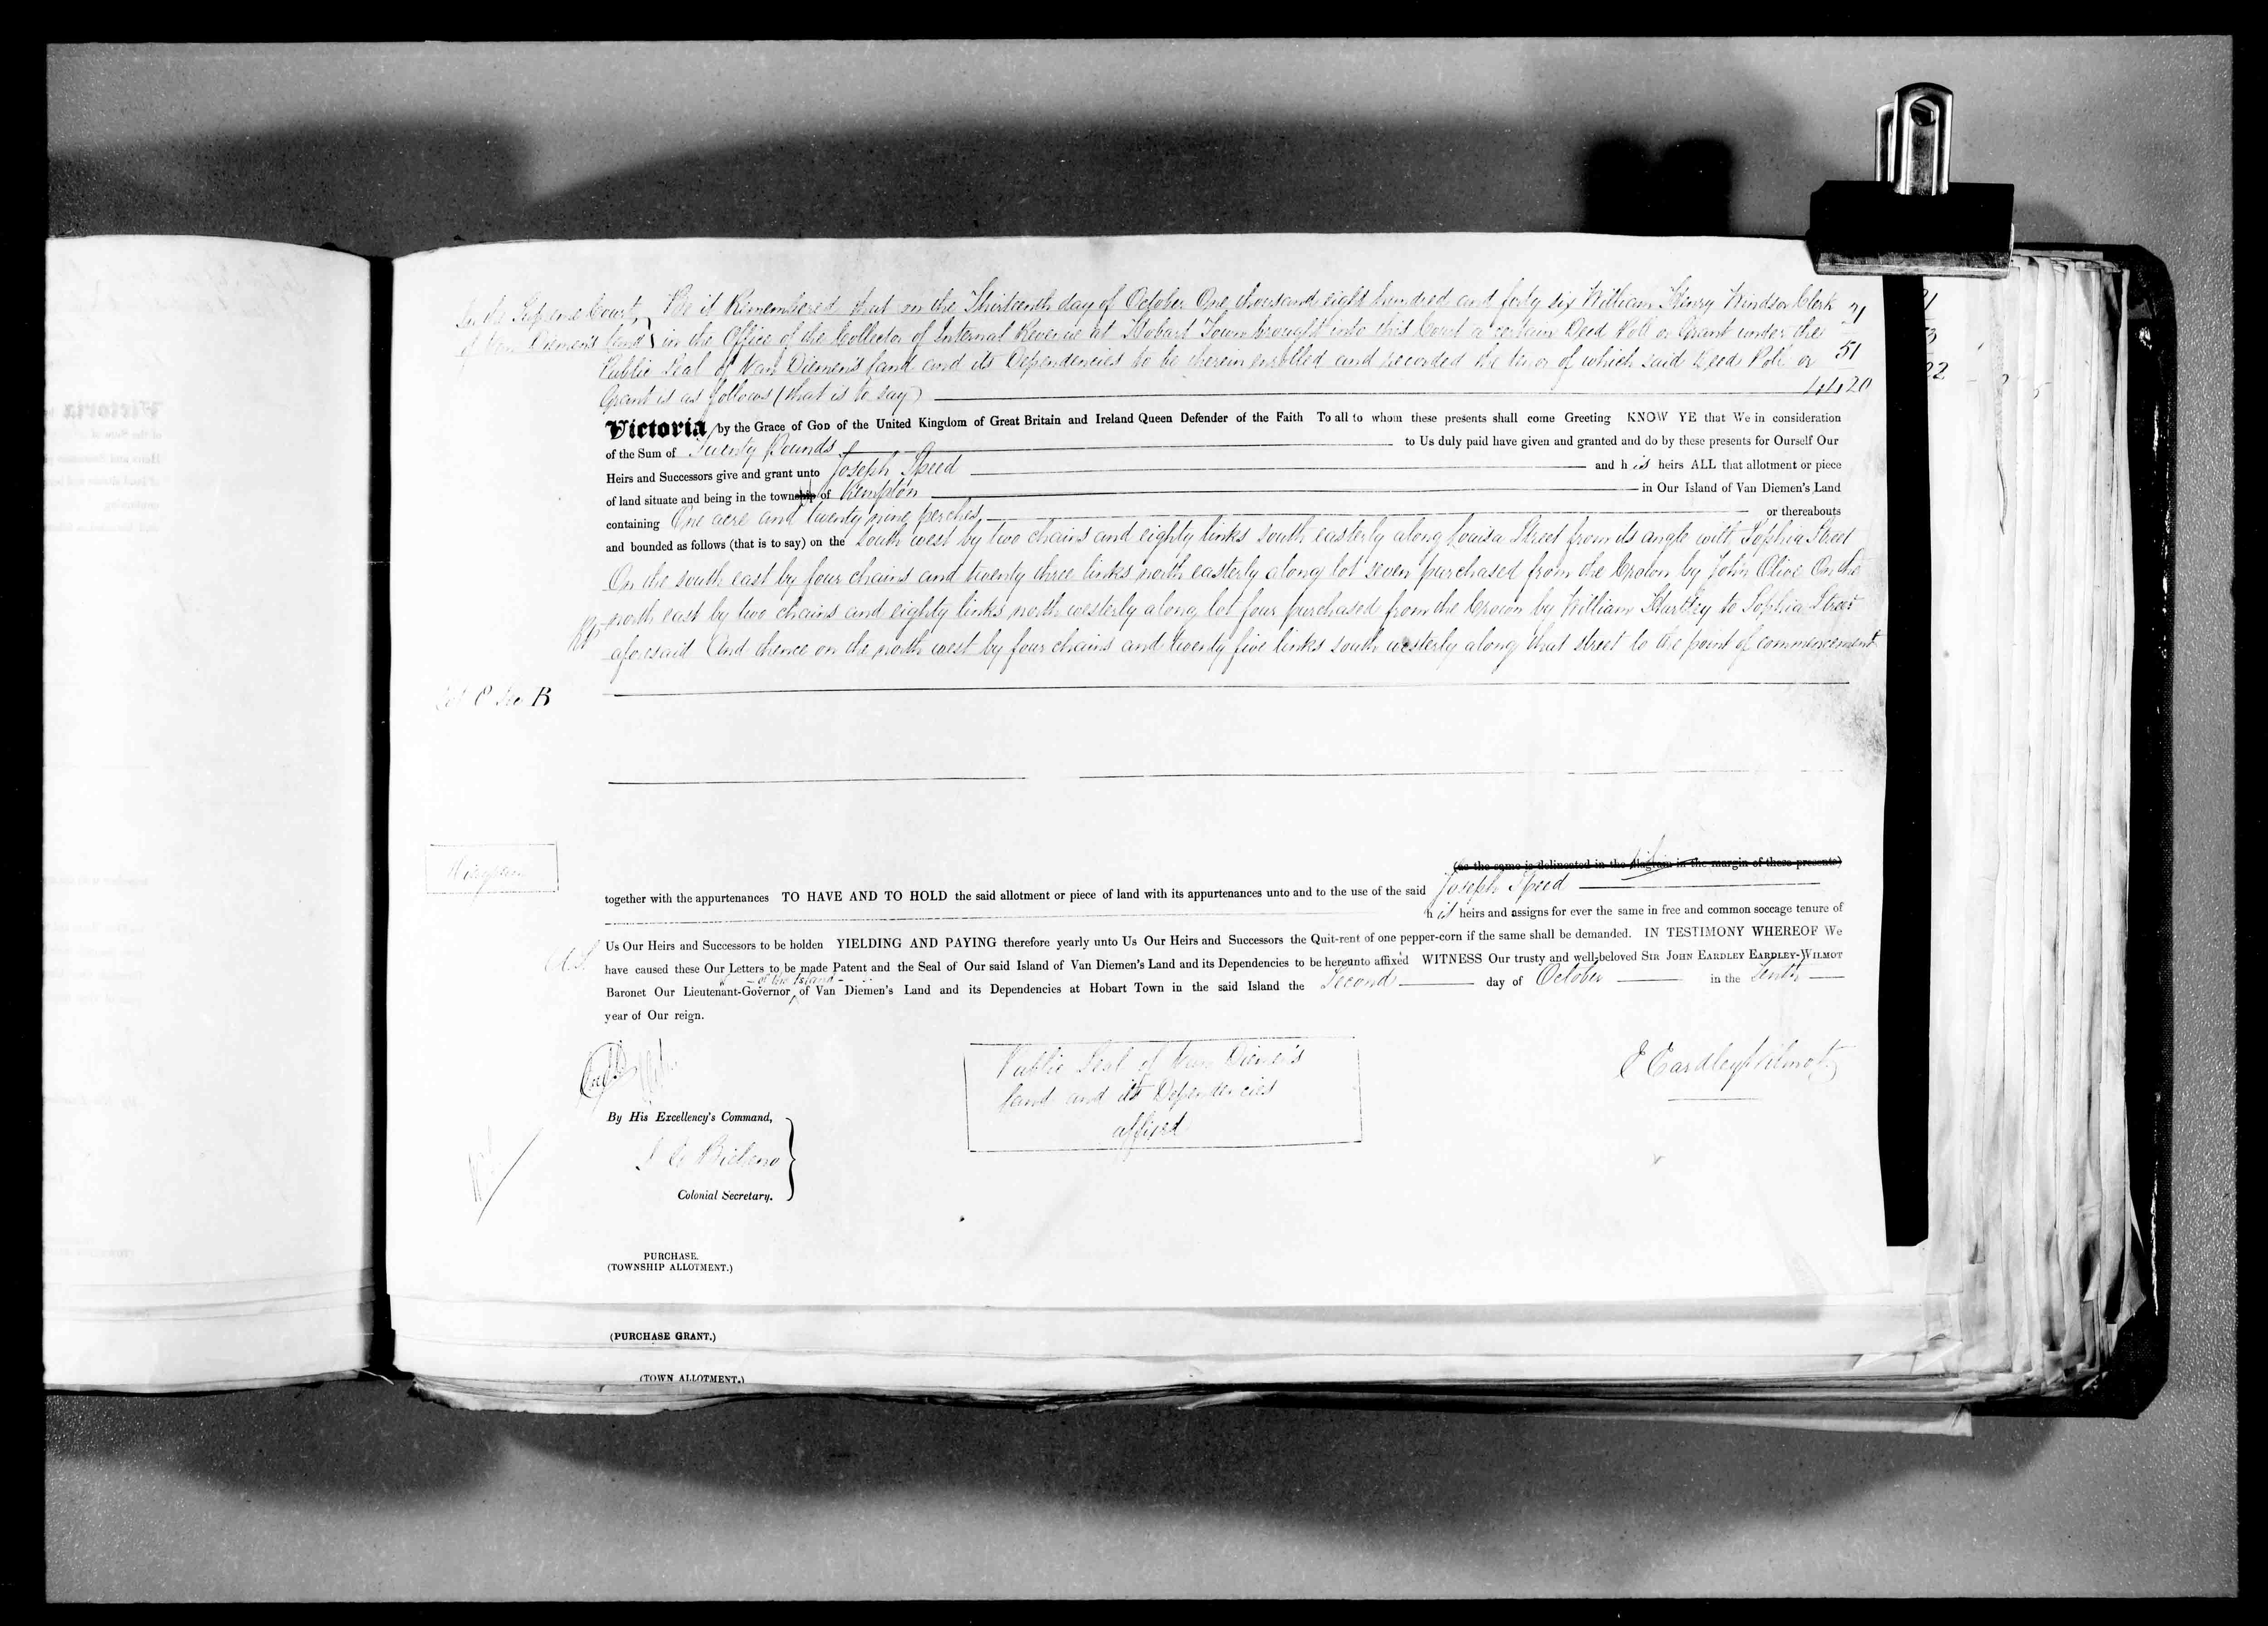 In the Supreme Court of Van Diemen's Land } Be it Remembered that on the Thirteenth day of October One thousand eight hundred and forty six William Henry Windsor Clerk
in the Office of the Collector of Internal Revenue at Hobart Town brought into this Court a certain Deed Poll or Grant under the
Public Seal of Van Diemen's Land and its Dependencies to be herein enrolled and recorded the tenor of which said Deed Poll or
Grant is as follows (that is to say)
21
51
4420
Victoria by the Grace of GOD of the United Kingdom of Great Britain and Ireland Queen Defender of the Faith To all to whom these presents shall come Greeting KNOW YE that We in consideration
of the Sum of Twenty Pounds to Us duly paid have given and granted and do by these presents for Ourself Our
Heirs and Successors give and grant unto Joseph Speed and his heirs ALL that allotment or piece
of land situate and being in the township of Kempton in Our Island of Van Diemen's Land
containing One acre and twenty nine perches or thereabouts
and bounded as follows (that is to say) on the South west by two chains and eighty links south easterly along Louisa Street from its angle with Sophia Street
On the south east by four chains and twenty three links north easterly along lot seven purchased from the Crown by John Clive On the
north east by two chains and eighty links north westerly along lot four purchased from the Crown by William Hartley to Sophia Street
aforesaid And thence on the north west by four chains and twenty five links south westerly along that street to the point of commencement
B
(as the same is delineated in the diagram in the margin of these presents)
together with the appurtenances TO HAVE AND TO HOLD the said allotment or piece of land with its appurtenances unto and to the use of the said Joseph Speed
his heirs and assigns for ever the same in free and common soccage tenure of
Us Our Heirs and Successors to be holden YIELDING AND PAYING therefore yearly unto Us Our Heirs and Successors the Quit-rent of one pepper-corn if the same shall be demanded. IN TESTIMONY WHEREOF We
have caused these Our Letters to be made Patent and the Seal of Our said Island of Van Diemen's Land and its Dependencies to be hereunto affixed WITNESS Our trusty and well-beloved SIR JOHN EARDLEY EARDLEY-WILMOT
of the Island
Baronet Our Lieutenant-Governor of Van Diemen's Land and its Dependencies at Hobart Town in the said Island the Second day of October in the Tenth
year of Our reign.
Public Seal of Van Diemen's
Land and its Dependencies
affixed
E Eardley Wilmot
By His Excellency's Command,
J E Bicheno
Colonial Secretary.
PURCHASE.
(TOWNSHIP ALLOTMENT.)
(PURCHASE GRANT.)
(TOWN ALLOTMENT.)